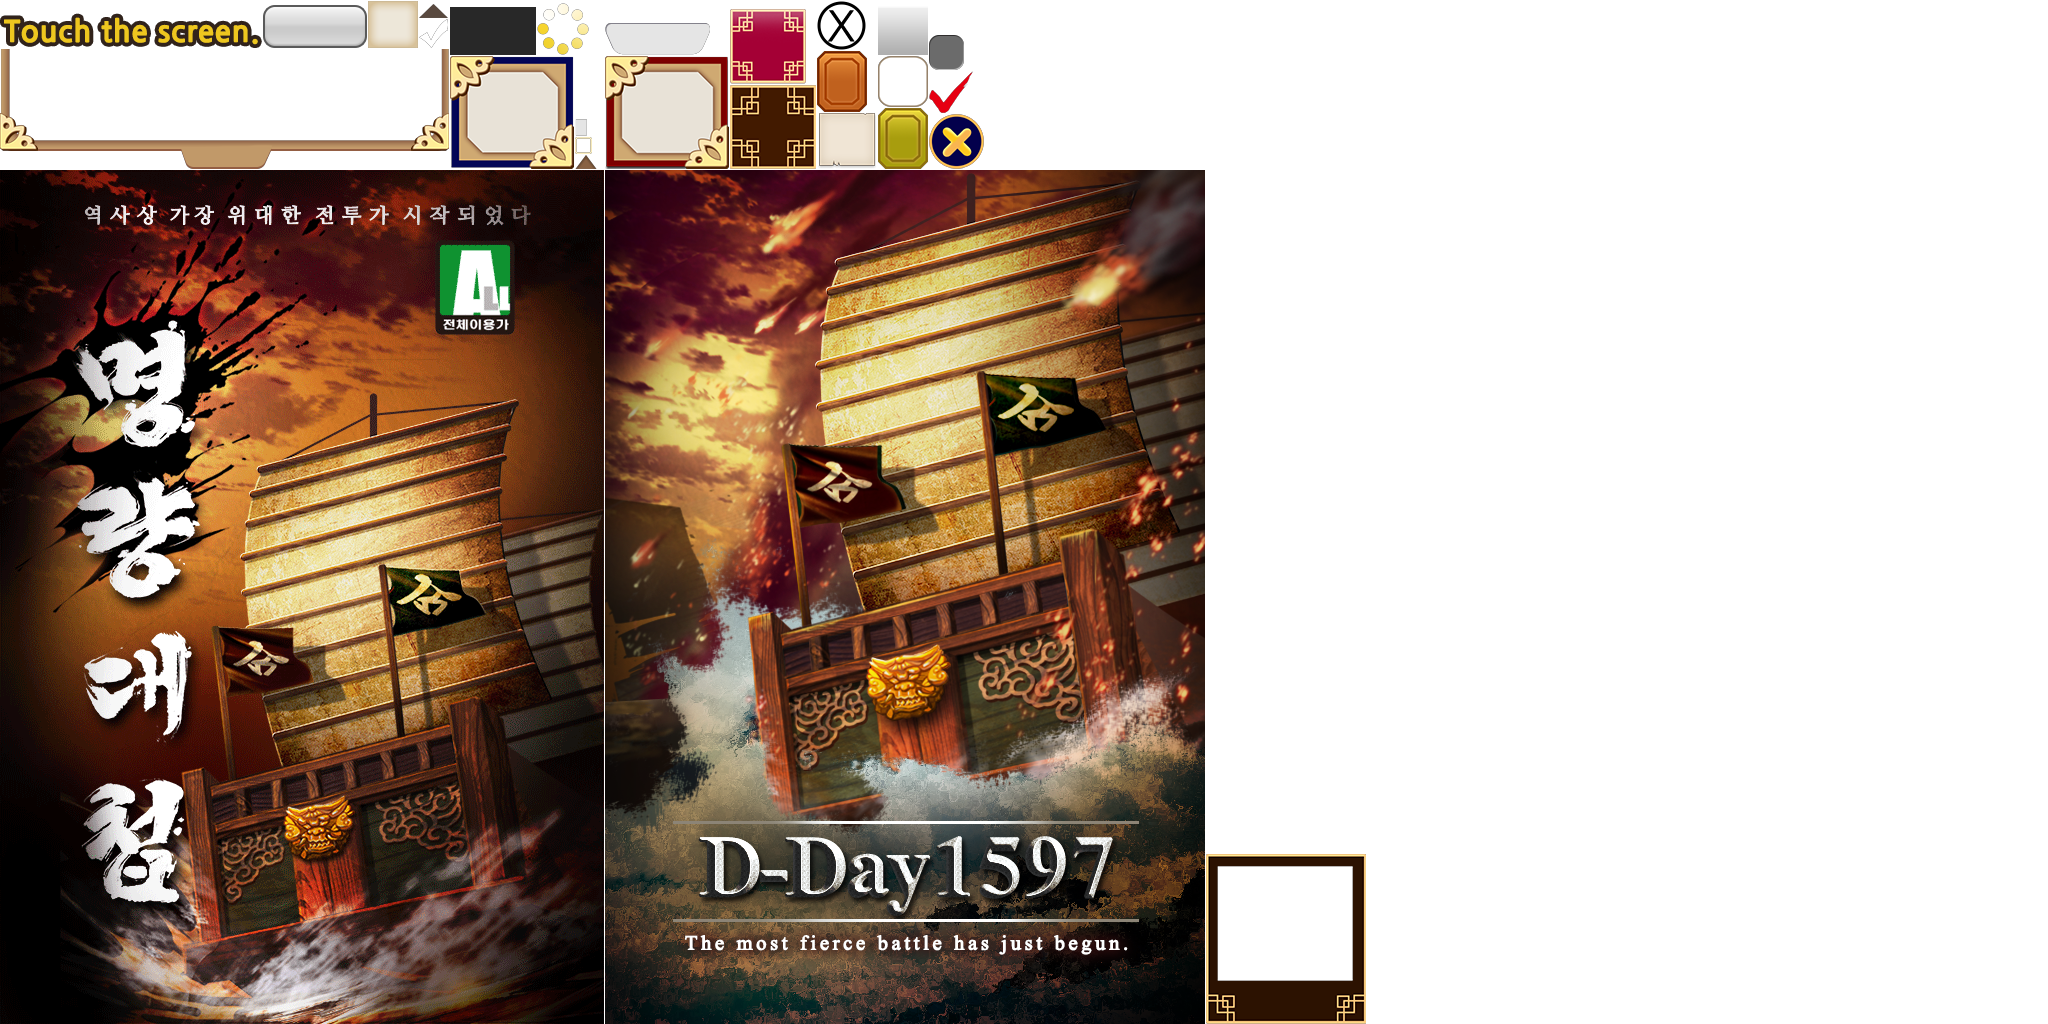 Touch the screen.
역사상 가장 위대한 전투가 시작되었다
ALL
전체이용가
명량대첩
D-Day1597
The most fierce battle has just begun.